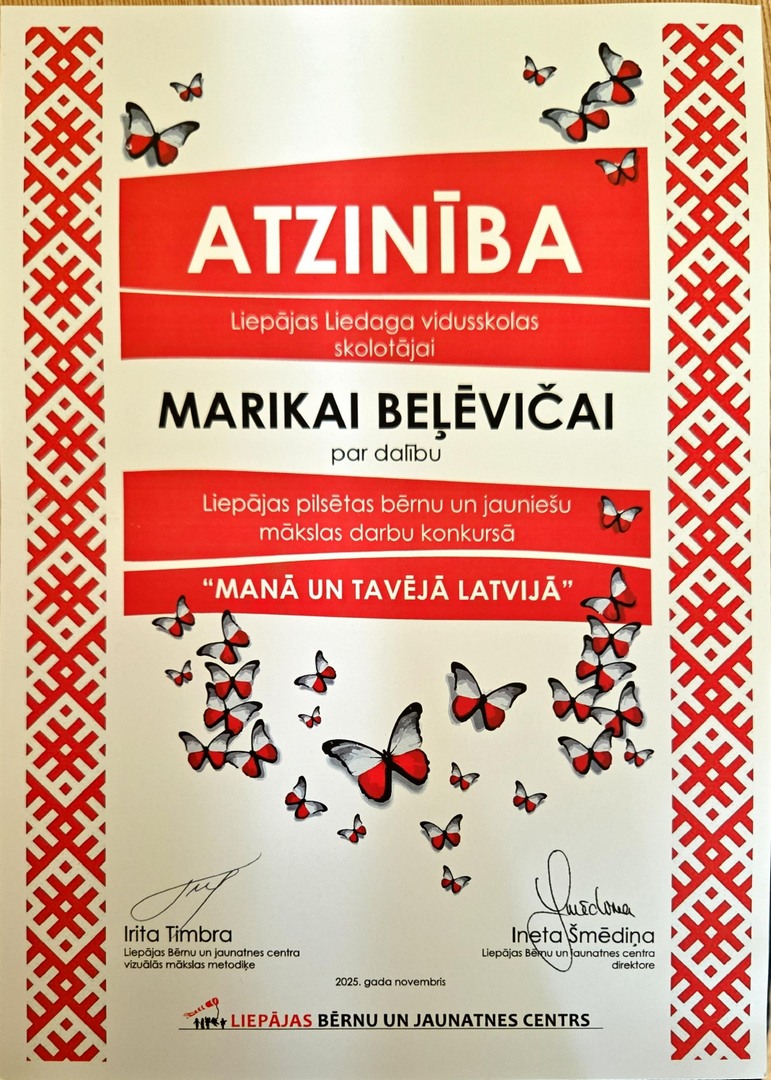 ATZINĪBA
Liepājas Liedaga vidusskolas
skolotājai
MARIKAI BEĻĒVIČAI
par dalību
Liepājas pilsētas bērnu un jauniešu
mākslas darbu konkursā
“MANĀ UN TAVĒJĀ LATVIJĀ”
Irita Timbra
Liepājas Bērnu un jaunatnes centra
vizuālās mākslas metodiķe
Ineta Šmēdiņa
Liepājas Bērnu un jaunatnes centra
direktore
2025. gada novembris
LIEPĀJAS BĒRNU UN JAUNATNES CENTRS